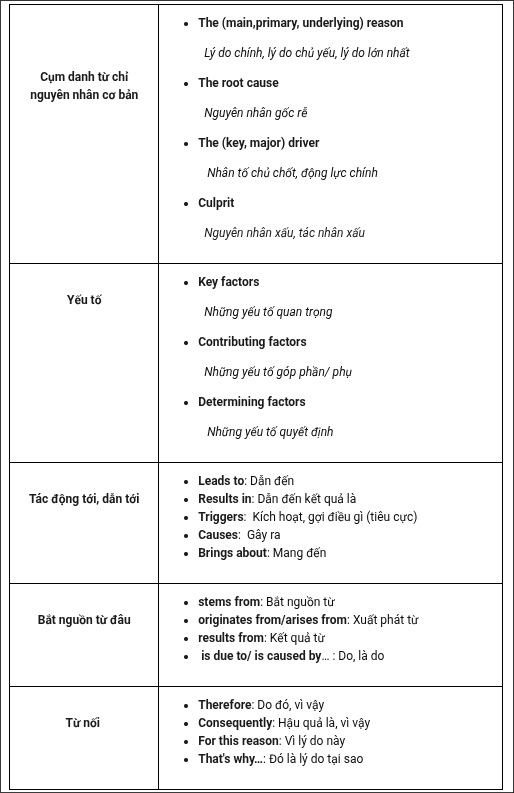 Cụm danh từ chỉ
nguyên nhân cơ bản
The (main,primary, underlying) reason
Lý do chính, lý do chủ yếu, lý do lớn nhất
The root cause
Nguyên nhân gốc rễ
The (key, major) driver
Nhân tố chủ chốt, động lực chính
Culprit
Nguyên nhân xấu, tác nhân xấu
Yếu tố
Key factors
Những yếu tố quan trọng
Contributing factors
Những yếu tố góp phần/ phụ
Determining factors
Những yếu tố quyết định
Tác động tới, dẫn tới
Leads to: Dẫn đến
Results in: Dẫn đến kết quả là
Triggers:  Kích hoạt, gợi điều gì (tiêu cực)
Causes:  Gây ra
Brings about: Mang đến
Bắt nguồn từ đâu
stems from: Bắt nguồn từ
originates from/arises from: Xuất phát từ
results from: Kết quả từ
is due to/ is caused by... : Do, là do
Từ nối
Therefore: Do đó, vì vậy
Consequently: Hậu quả là, vì vậy
For this reason: Vì lý do này
That's why...: Đó là lý do tại sao